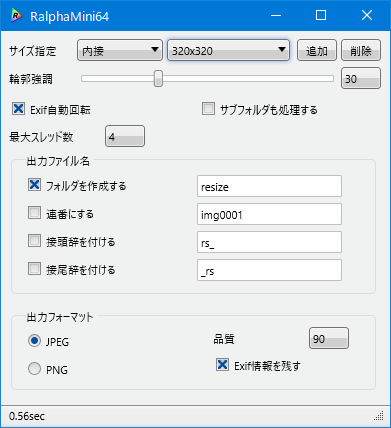 RalphaMini64
サイズ指定 内接 320x320 追加 削除
輪郭強調 30
Exif自動回転 サブフォルダも処理する
最大スレッド数 4
出力ファイル名
フォルダを作成する resize
連番にする img0001
接頭辞を付ける rs_
接尾辞を付ける _rs
出力フォーマット
JPEG 品質 90
PNG Exif情報を残す
0.56sec